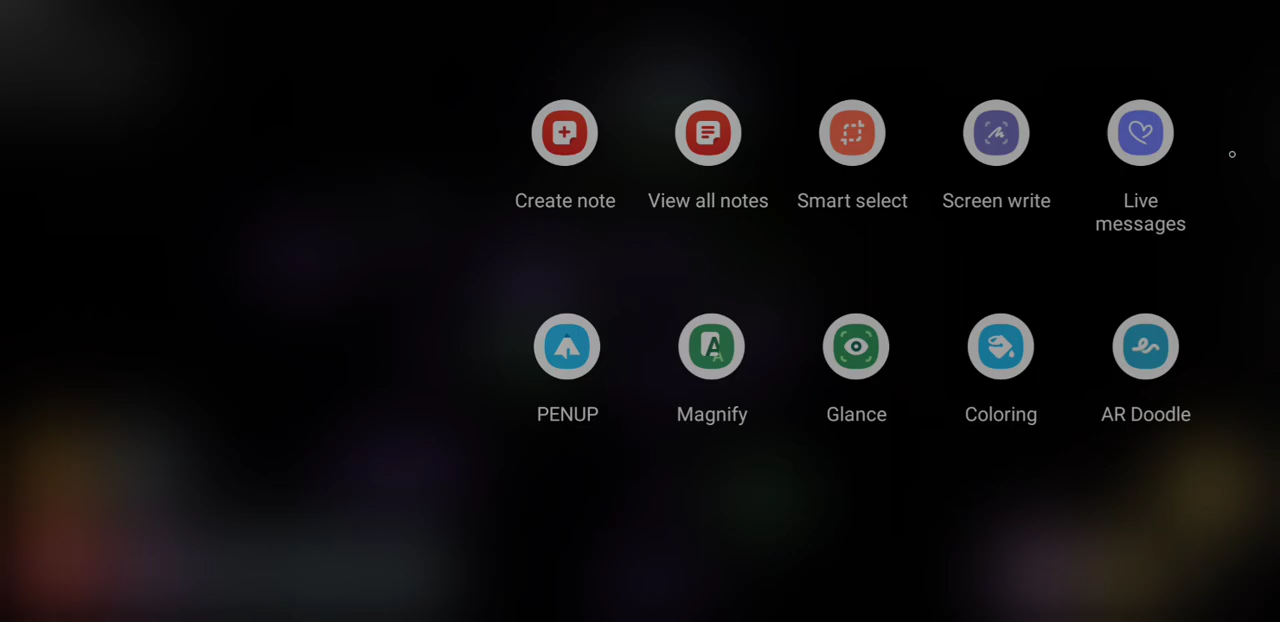 Create note
View all notes
Smart select
Screen write
Live
messages
PENUP
Magnify
Glance
Coloring
AR Doodle